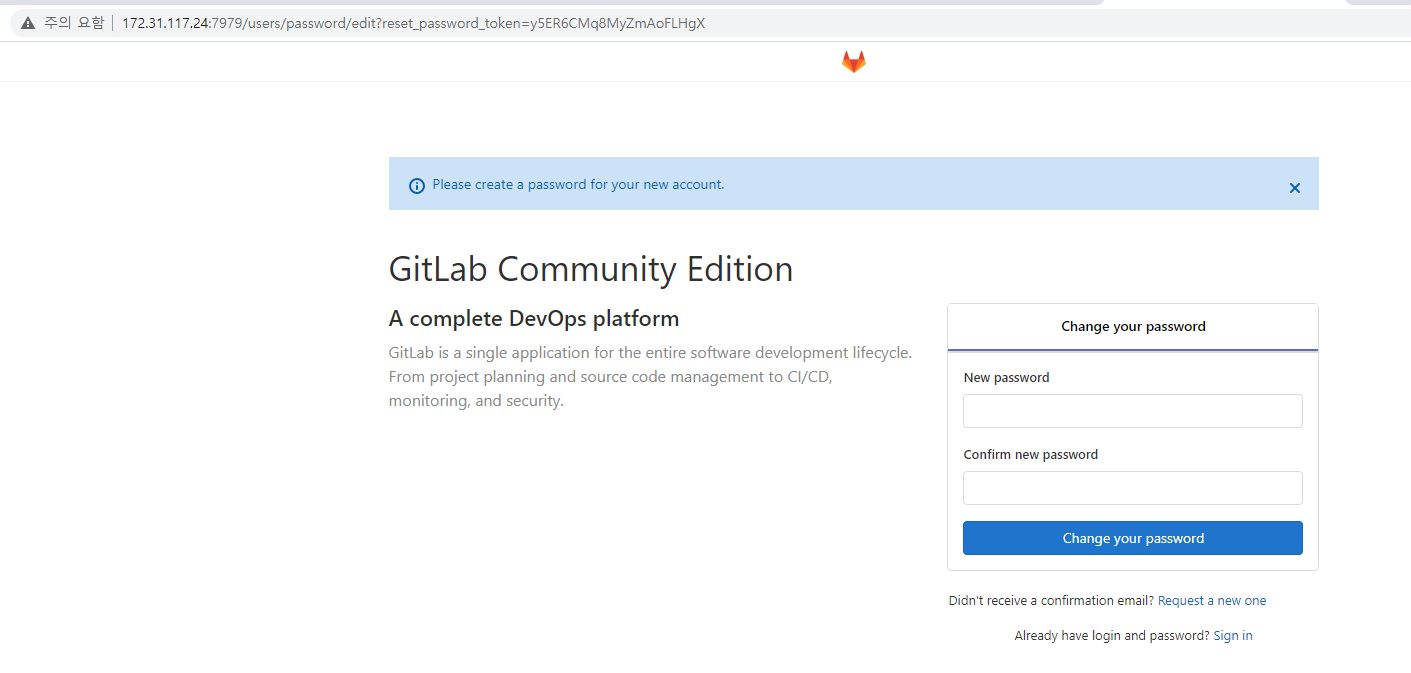 주의 요함 172.31.117.24:7979/users/password/edit?reset_password_token=y5ER6CMq8MyZmAoFLHgX
Please create a password for your new account.
GitLab Community Edition
A complete DevOps platform
GitLab is a single application for the entire software development lifecycle.
From project planning and source code management to CI/CD,
monitoring, and security.
Change your password
New password
Confirm new password
Change your password
Didn't receive a confirmation email? Request a new one
Already have login and password? Sign in